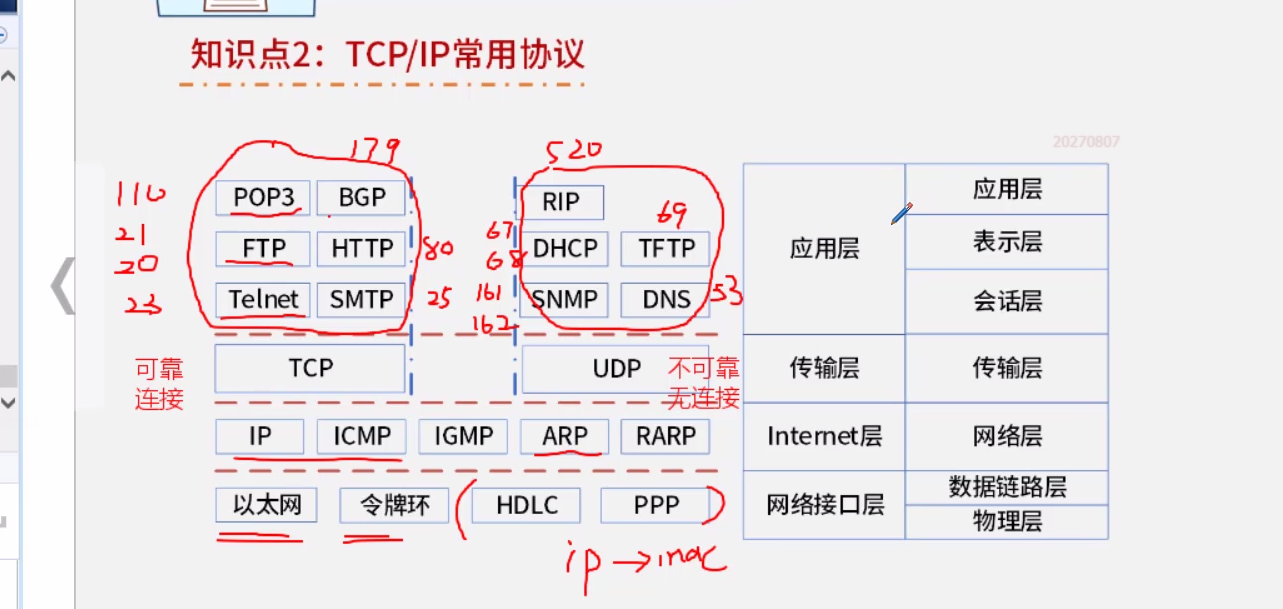 知识点2：TCP/IP常用协议
20270807
179
520
110
POP3
BGP
RIP
69
应用层
21
20
FTP
HTTP
80
67
68
DHCP
TFTP
应用层
表示层
23
Telnet
SMTP
25
161
162
SNMP
DNS
53
会话层
可靠
连接
TCP
UDP
不可靠
无连接
传输层
传输层
IP
ICMP
IGMP
ARP
RARP
Internet层
网络层
以太网
令牌环
HDLC
PPP
网络接口层
数据链路层
物理层
ip→mac